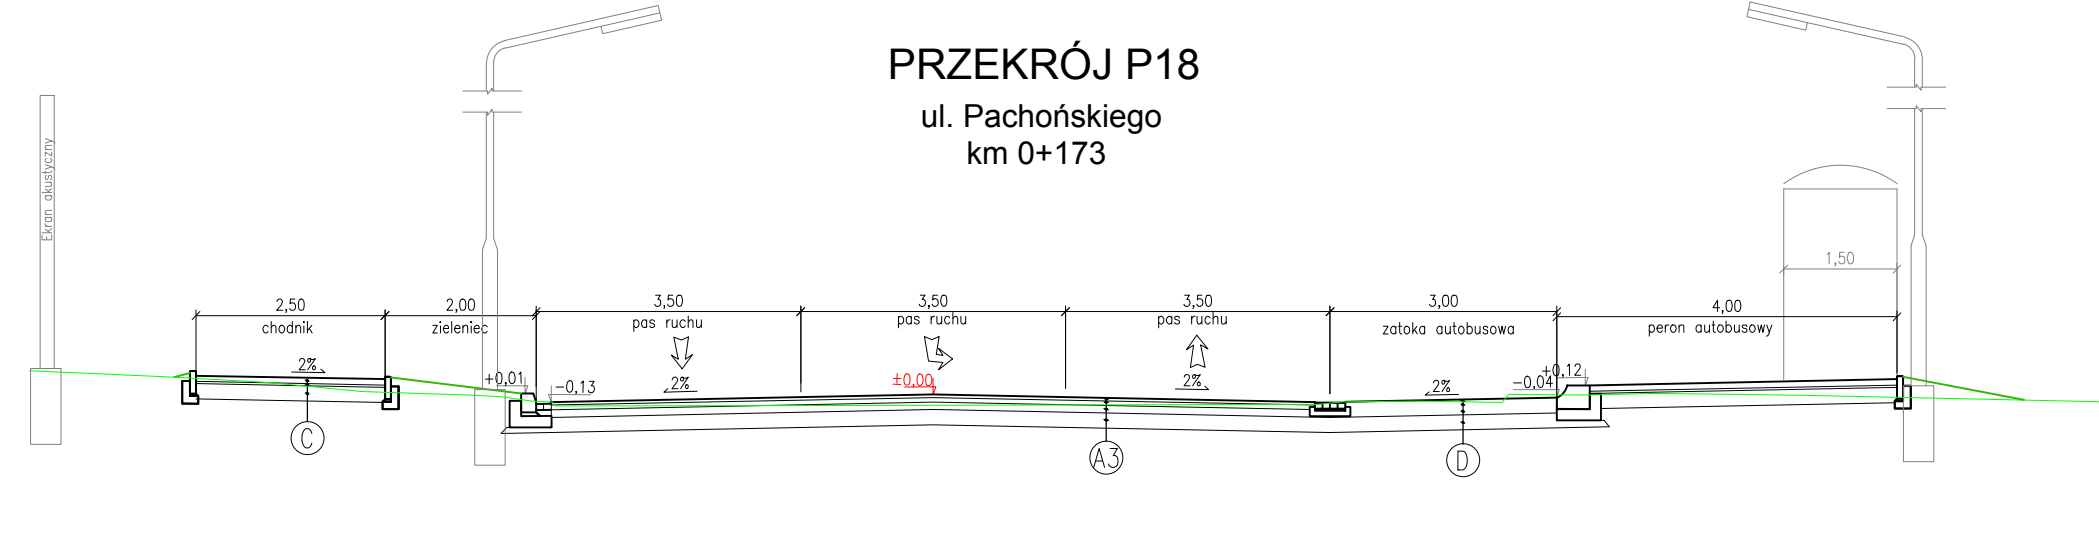 PRZEKRÓJ P18
ul. Pachońskiego
km 0+173
Ekran akustyczny
1,50
2,50
chodnik
2,00
zieleniec
3,50
pas ruchu
3,50
pas ruchu
3,50
pas ruchu
3,00
zatoka autobusowa
4,00
peron autobusowy
2%
+0,01
-0,13
2%
±0,00
2%
2%
-0,04
+0,12
C
A3
D